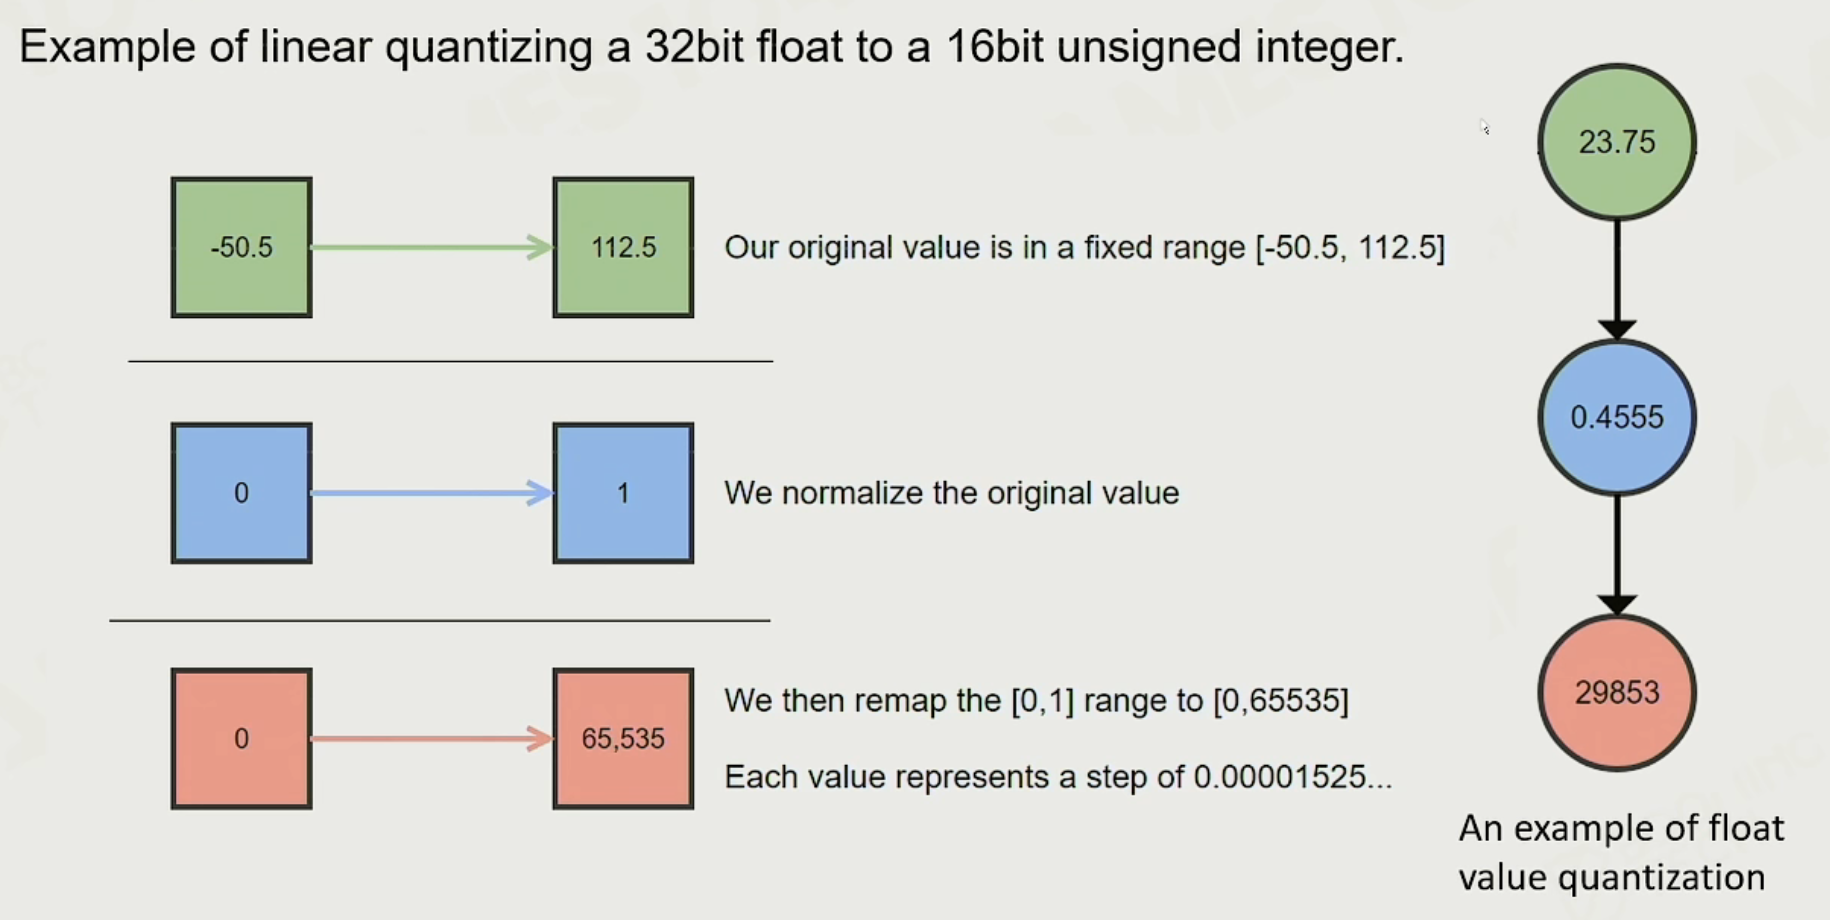 Example of linear quantizing a 32bit float to a 16bit unsigned integer.
23.75
-50.5
112.5
Our original value is in a fixed range [-50.5, 112.5]
0.4555
0
1
We normalize the original value
We then remap the [0,1] range to [0,65535]
29853
0
65,535
Each value represents a step of 0.00001525...
An example of float
value quantization